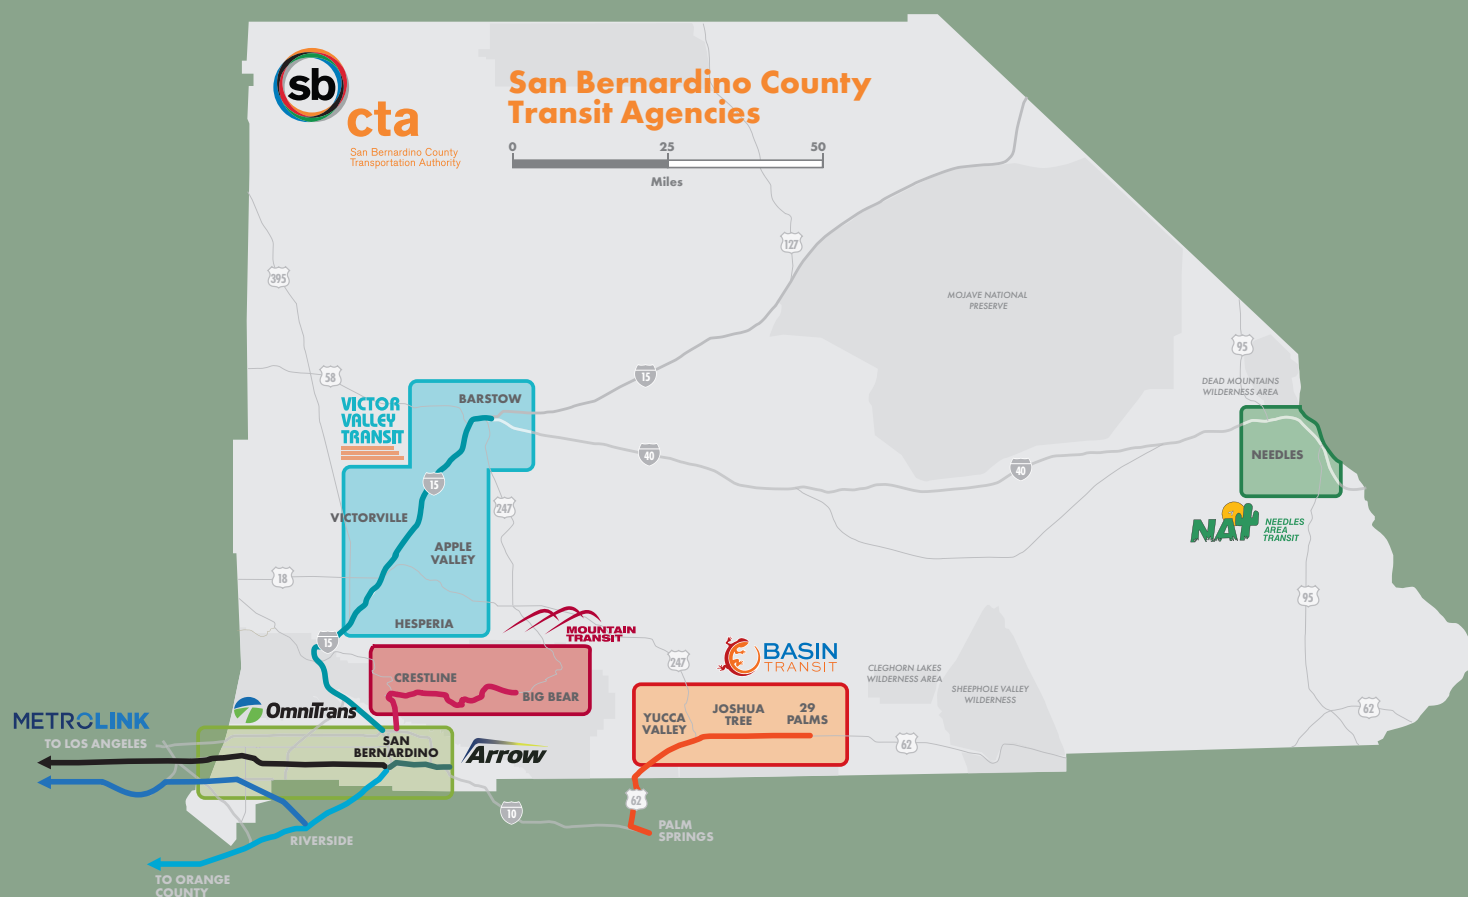 sb
cta
San Bernardino County
Transportation Authority
San Bernardino County
Transit Agencies
0 25 50
Miles
127
395
MOJAVE NATIONAL
PRESERVE
95
58
15
DEAD MOUNTAINS
WILDERNESS AREA
VICTOR
VALLEY
TRANSIT
BARSTOW
40
40
NEEDLES
15
247
VICTORVILLE
NAT
NEEDLES
AREA
TRANSIT
APPLE
VALLEY
18
95
HESPERIA
15
MOUNTAIN
TRANSIT
BASIN
TRANSIT
247
CLEGHORN LAKES
WILDERNESS AREA
CRESTLINE
BIG BEAR
SHEEPHOLE VALLEY
WILDERNESS
METROLINK
OmniTrans
YUCCA
VALLEY
JOSHUA
TREE
29
PALMS
62
TO LOS ANGELES
SAN
BERNARDINO
Arrow
62
62
10
RIVERSIDE
PALM
SPRINGS
TO ORANGE
COUNTY